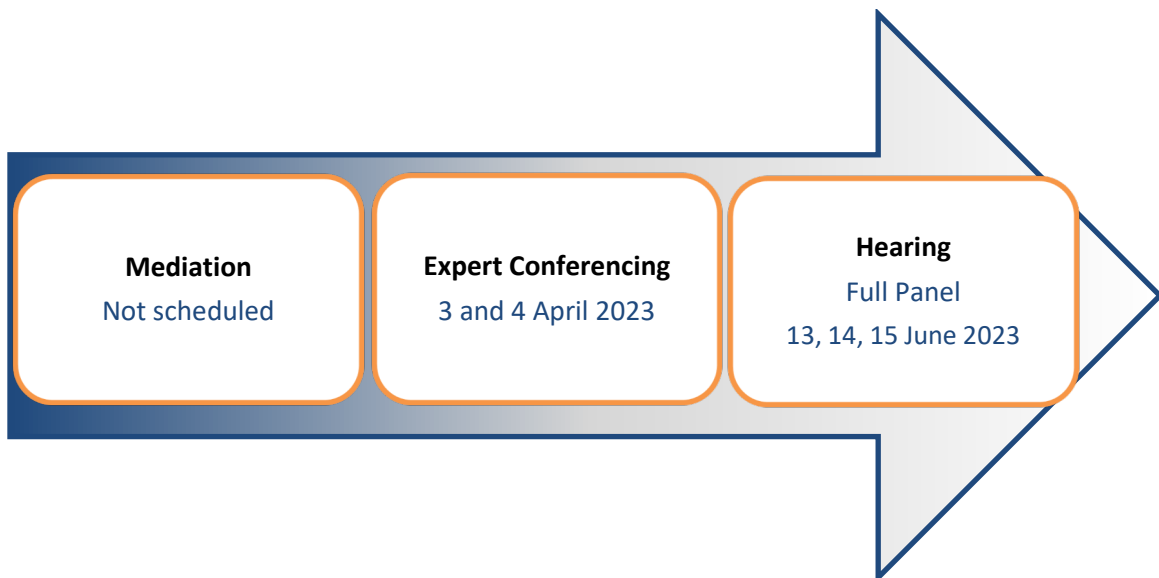 Mediation
Not scheduled
Expert Conferencing
3 and 4 April 2023
Hearing
Full Panel
13, 14, 15 June 2023